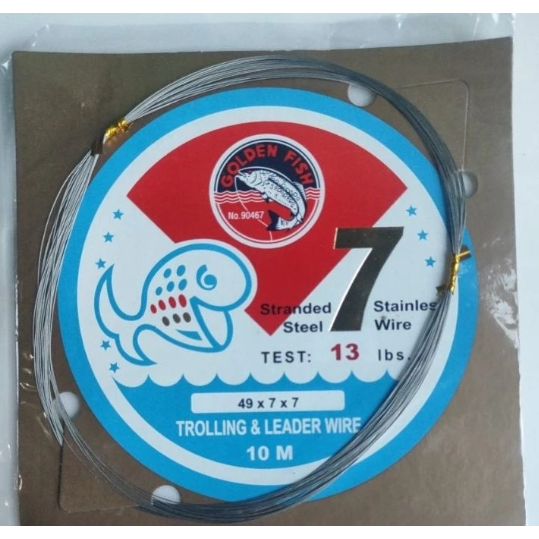 GOLDEN FISH
No.90467
Stranded 7 Stainles
Steel Wire
TEST: 13 lbs.
49 x 7 x 7
TROLLING & LEADER WIRE
10 M